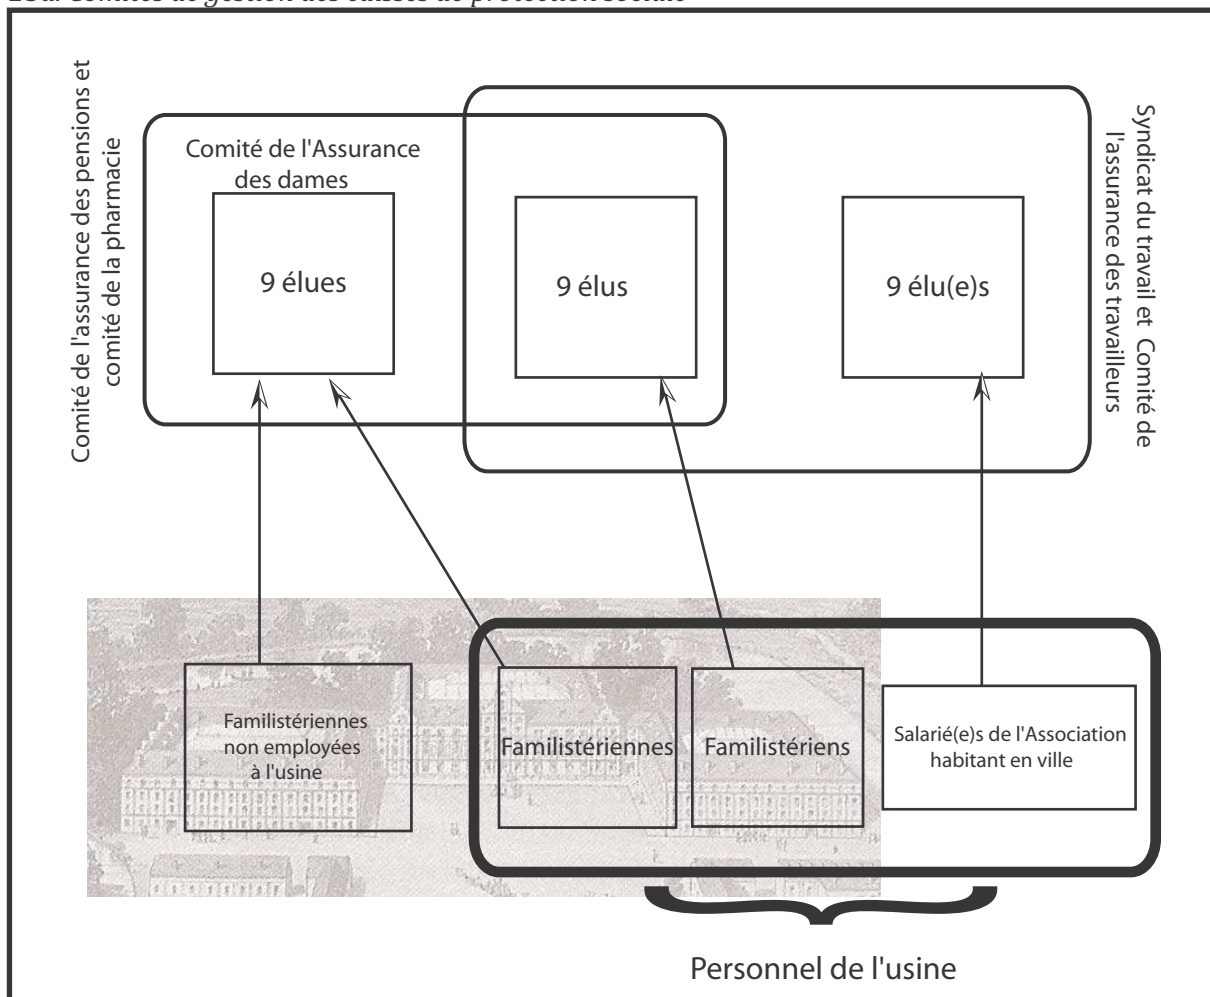 Comité de l'assurance des pensions et
comité de la pharmacie
Comité de l'Assurance
des dames
9 élues
9 élus
9 élu(e)s
Syndicat du travail et Comité de
l'assurance des travailleurs
Familistériennes
non employées
à l'usine
Familistériennes
Familistériens
Salarié(e)s de l'Association
habitant en ville
Personnel de l'usine